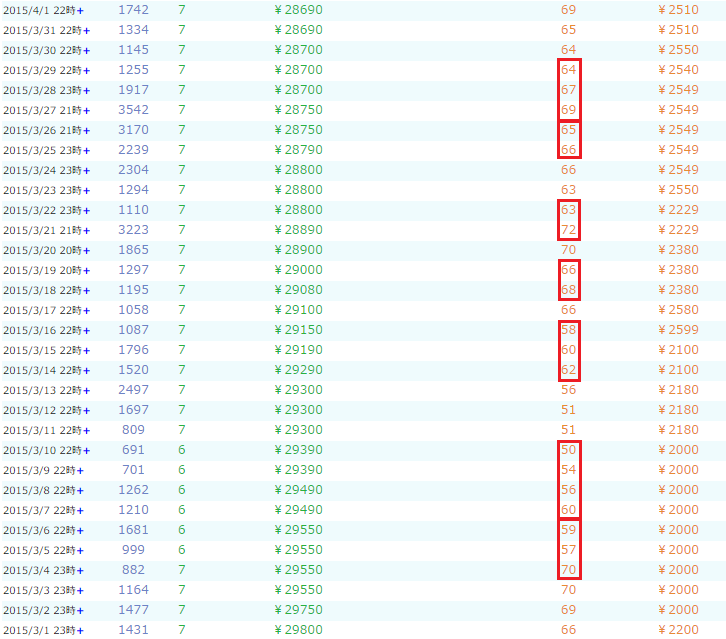 2015/4/1 22時+ 1742 7 ¥28690 69 ¥2510
2015/3/31 22時+ 1334 7 ¥28690 65 ¥2510
2015/3/30 22時+ 1145 7 ¥28700 64 ¥2550
2015/3/29 22時+ 1255 7 ¥28700 64 ¥2540
2015/3/28 23時+ 1917 7 ¥28700 67 ¥2549
2015/3/27 21時+ 3542 7 ¥28750 69 ¥2549
2015/3/26 21時+ 3170 7 ¥28750 65 ¥2549
2015/3/25 23時+ 2239 7 ¥28790 66 ¥2549
2015/3/24 23時+ 2304 7 ¥28800 66 ¥2549
2015/3/23 23時+ 1294 7 ¥28800 63 ¥2550
2015/3/22 23時+ 1110 7 ¥28800 63 ¥2229
2015/3/21 21時+ 3223 7 ¥28890 72 ¥2229
2015/3/20 20時+ 1865 7 ¥28900 70 ¥2380
2015/3/19 20時+ 1297 7 ¥29000 66 ¥2380
2015/3/18 22時+ 1195 7 ¥29080 68 ¥2380
2015/3/17 22時+ 1058 7 ¥29100 66 ¥2580
2015/3/16 22時+ 1087 7 ¥29150 58 ¥2599
2015/3/15 22時+ 1796 7 ¥29190 60 ¥2100
2015/3/14 22時+ 1520 7 ¥29290 62 ¥2100
2015/3/13 22時+ 2497 7 ¥29300 56 ¥2180
2015/3/12 22時+ 1697 7 ¥29300 51 ¥2180
2015/3/11 22時+ 809 7 ¥29300 51 ¥2180
2015/3/10 22時+ 691 6 ¥29390 50 ¥2000
2015/3/9 22時+ 701 6 ¥29390 54 ¥2000
2015/3/8 22時+ 1262 6 ¥29490 56 ¥2000
2015/3/7 22時+ 1210 6 ¥29490 60 ¥2000
2015/3/6 22時+ 1681 6 ¥29550 59 ¥2000
2015/3/5 22時+ 999 6 ¥29550 57 ¥2000
2015/3/4 23時+ 882 7 ¥29550 70 ¥2000
2015/3/3 23時+ 1164 7 ¥29550 70 ¥2000
2015/3/2 23時+ 1477 7 ¥29750 69 ¥2000
2015/3/1 23時+ 1431 7 ¥29800 66 ¥2200